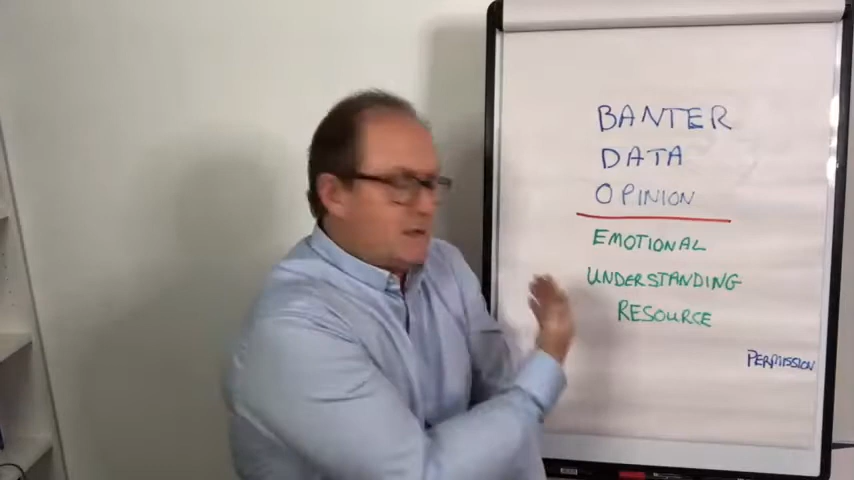 BANTER
DATA
OPINION
EMOTIONAL
UNDERSTANDING
RESOURCE
PERMISSION